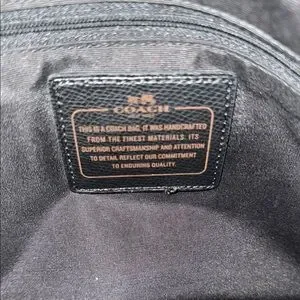 COACH
THIS IS A COACH BAG. IT WAS HANDCRAFTED
FROM THE FINEST MATERIALS. ITS
SUPERIOR CRAFTSMANSHIP AND ATTENTION
TO DETAIL REFLECT OUR COMMITMENT
TO ENDURING QUALITY.